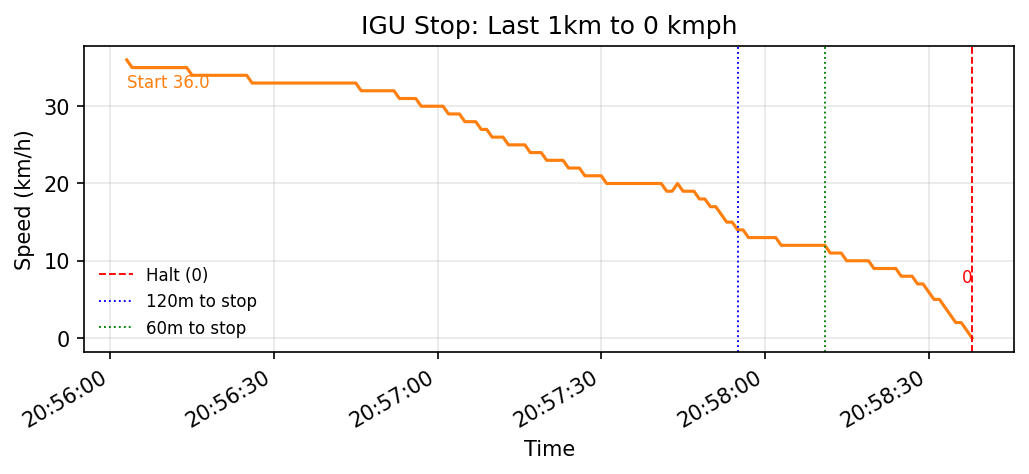 IGU Stop: Last 1km to 0 kmph
Speed (km/h)
30
20
10
0
Start 36.0
Halt (0)
120m to stop
60m to stop
0
20:56:00
20:56:30
20:57:00
20:57:30
20:58:00
20:58:30
Time